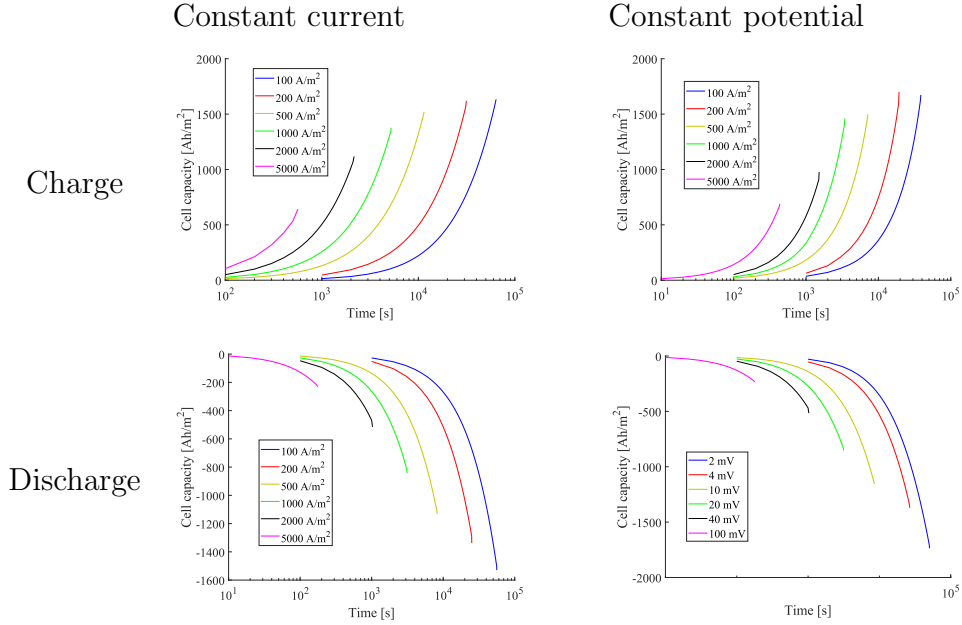 Constant current
Constant potential
Charge
Cell capacity [Ah/m²]
2000
1500
1000
500
0
100 A/m²
200 A/m²
500 A/m²
1000 A/m²
2000 A/m²
5000 A/m²
10² 10³ 10⁴ 10⁵
Time [s]
Cell capacity [Ah/m²]
2000
1500
1000
500
0
100 A/m²
200 A/m²
500 A/m²
1000 A/m²
2000 A/m²
5000 A/m²
10¹ 10² 10³ 10⁴ 10⁵
Time [s]
Discharge
Cell capacity [Ah/m²]
0
-200
-400
-600
-800
-1000
-1200
-1400
-1600
100 A/m²
200 A/m²
500 A/m²
1000 A/m²
2000 A/m²
5000 A/m²
10¹ 10² 10³ 10⁴ 10⁵
Time [s]
Cell capacity [Ah/m²]
0
-500
-1000
-1500
-2000
2 mV
4 mV
10 mV
20 mV
40 mV
100 mV
10⁵
Time [s]